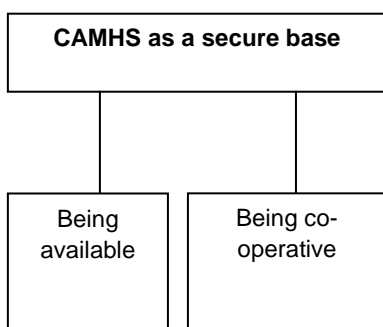 CAMHS as a secure base
Being
available
Being co-
operative